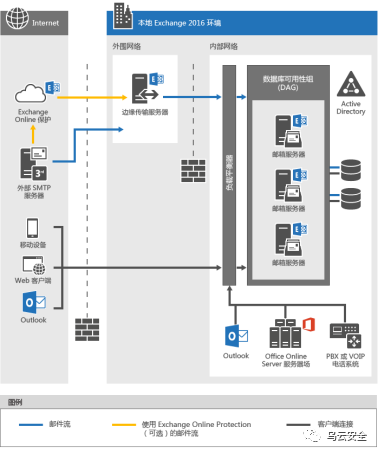 Internet
本地 Exchange 2016 环境
外围网络
内部网络
Exchange
Online 保护
边缘传输服务器
数据库可用性组
(DAG)
Active
Directory
外部 SMTP
服务器
负载平衡器
邮箱服务器
邮箱服务器
邮箱服务器
移动设备
Web 客户端
Outlook
Outlook
Office Online
Server 服务器场
PBX 或 VOIP
电话系统
图例
邮件流
使用 Exchange Online Protection
(可选)的邮件流
客户端连接
乌云安全